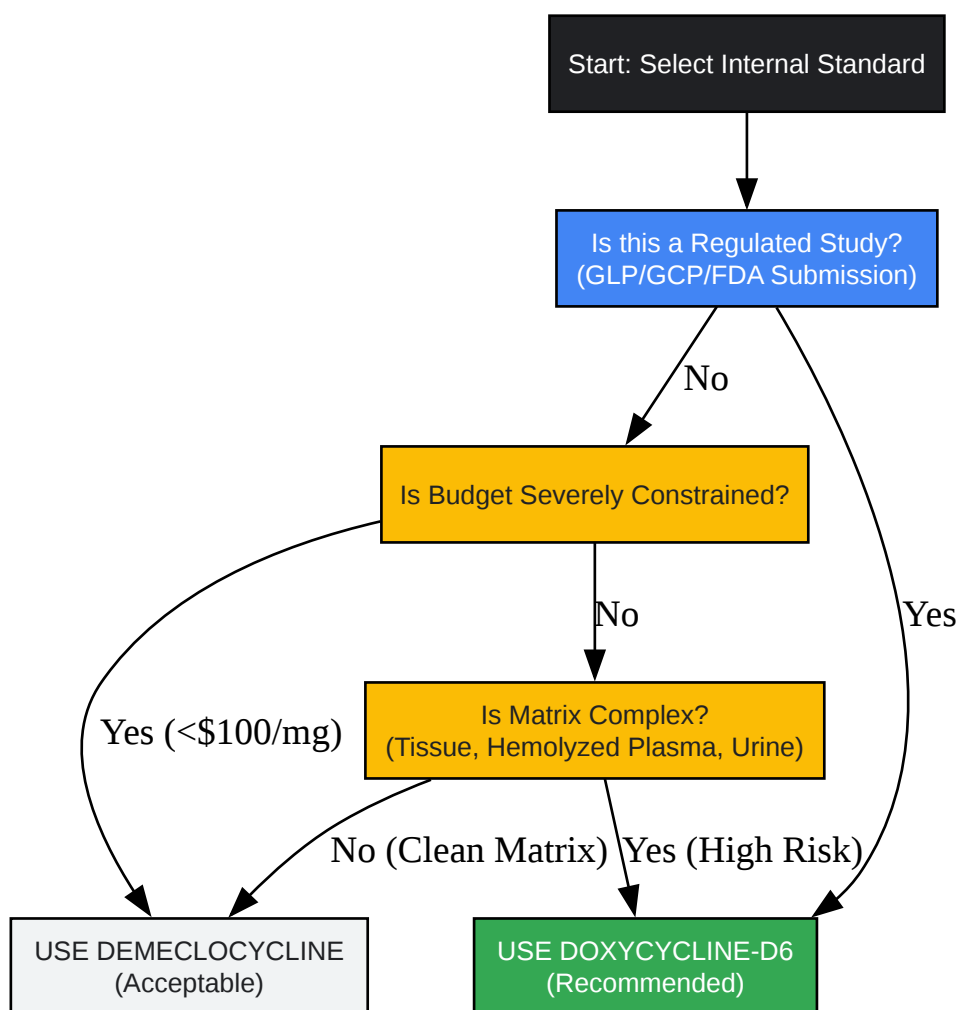 Start: Select Internal Standard
Is this a Regulated Study?
(GLP/GCP/FDA Submission)
No
Is Budget Severely Constrained?
No
Yes
Is Matrix Complex?
(Tissue, Hemolyzed Plasma, Urine)
Yes (<$100/mg)
No (Clean Matrix)
Yes (High Risk)
USE DEMECLOCYCLINE
(Acceptable)
USE DOXYCYCLINE-D6
(Recommended)